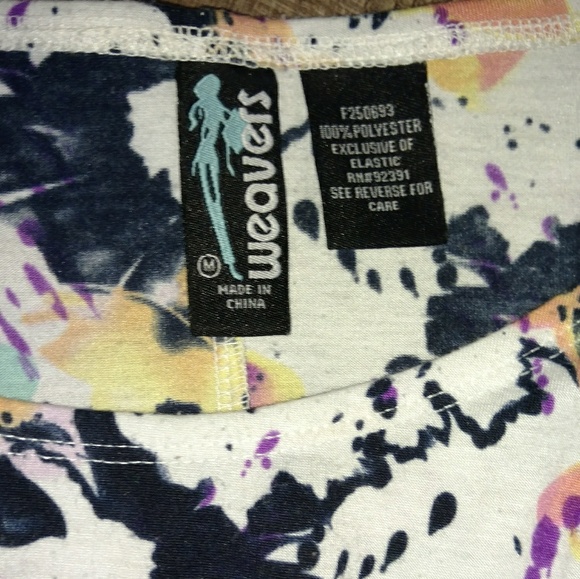 weavers
M
MADE IN
CHINA
F250693
100%POLYESTER
EXCLUSIVE OF
ELASTIC
RN#92391
SEE REVERSE FOR
CARE